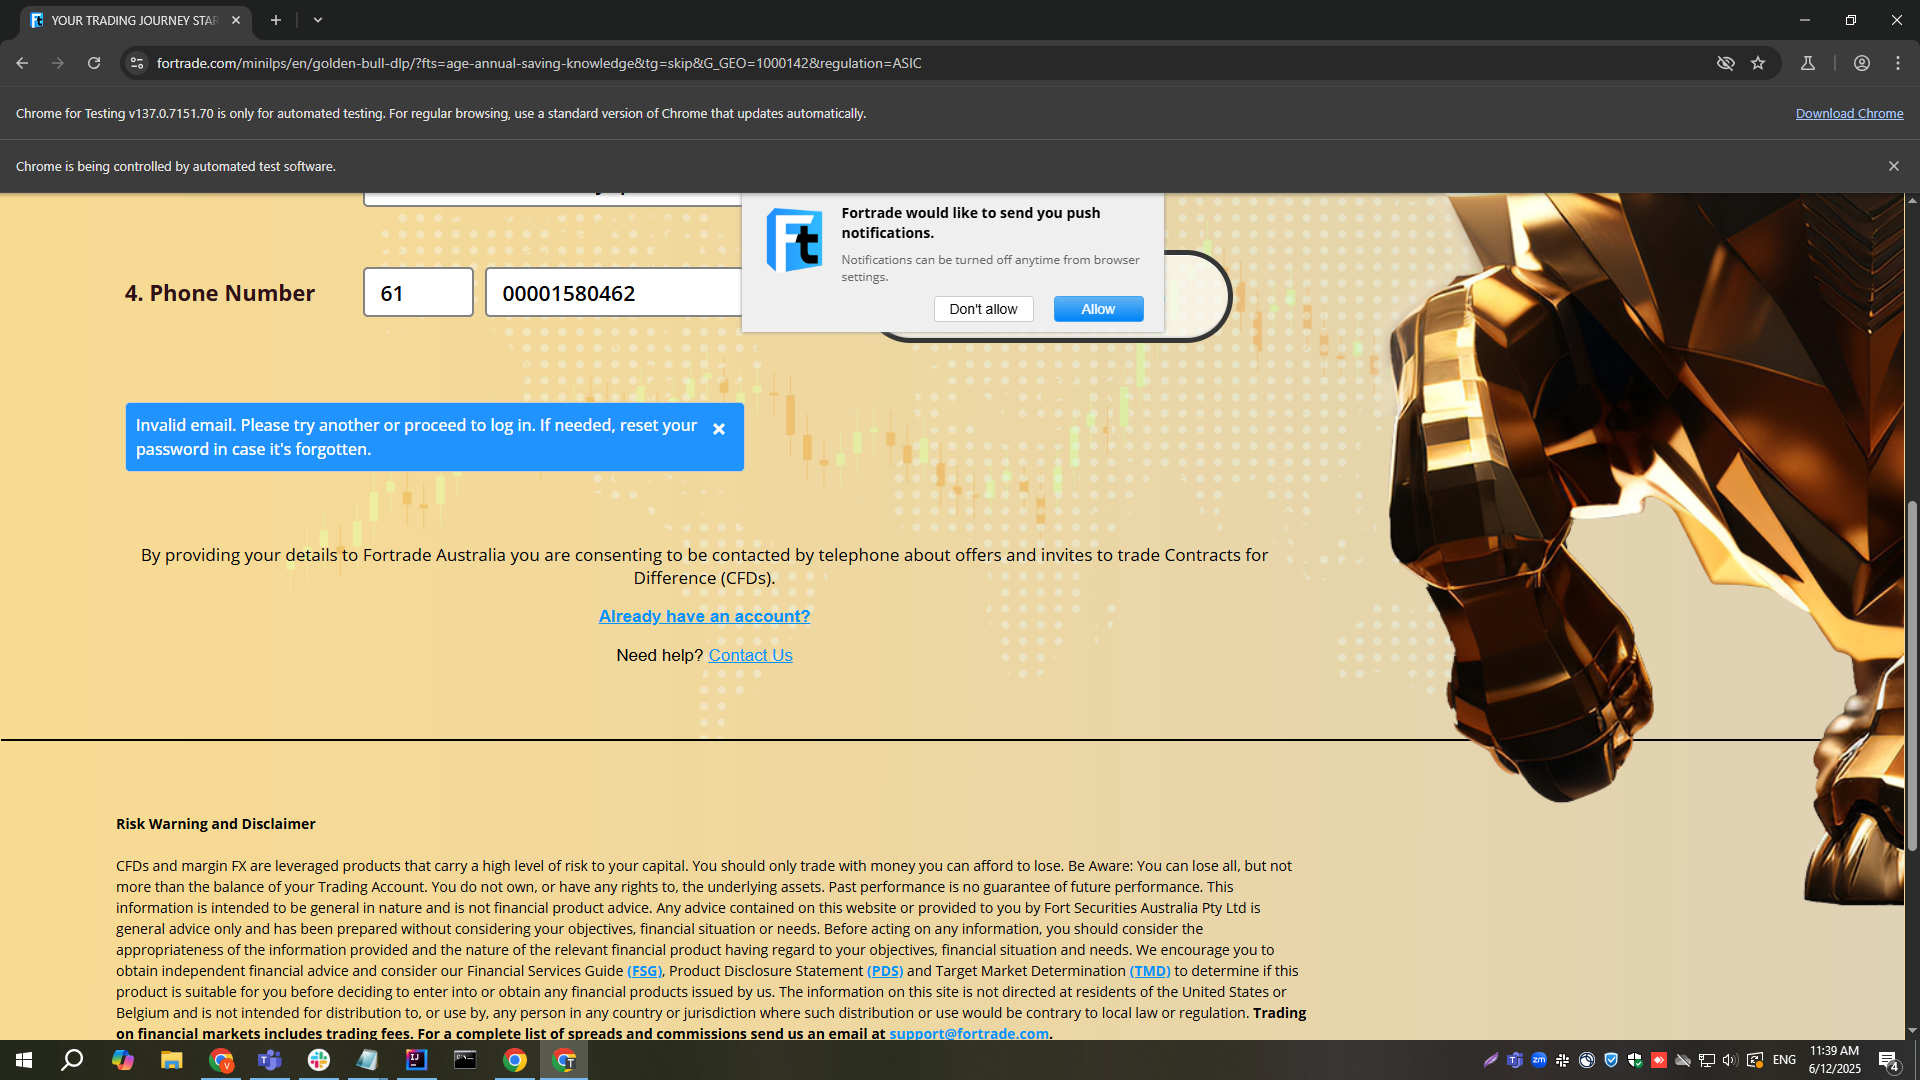 YOUR TRADING JOURNEY STAR
fortrade.com/minilps/en/golden-bull-dlp/?fts=age-annual-saving-knowledge&tg=skip&G_GEO=1000142&regulation=ASIC
Chrome for Testing v137.0.7151.70 is only for automated testing. For regular browsing, use a standard version of Chrome that updates automatically.
Download Chrome
Chrome is being controlled by automated test software.
Ft
Fortrade would like to send you push
notifications.
Notifications can be turned off anytime from browser
settings.
Don't allow
Allow
4. Phone Number
61
00001580462
Invalid email. Please try another or proceed to log in. If needed, reset your
password in case it's forgotten.
By providing your details to Fortrade Australia you are consenting to be contacted by telephone about offers and invites to trade Contracts for
Difference (CFDs).
Already have an account?
Need help? Contact Us
Risk Warning and Disclaimer
CFDs and margin FX are leveraged products that carry a high level of risk to your capital. You should only trade with money you can afford to lose. Be Aware: You can lose all, but not
more than the balance of your Trading Account. You do not own, or have any rights to, the underlying assets. Past performance is no guarantee of future performance. This
information is intended to be general in nature and is not financial product advice. Any advice contained on this website or provided to you by Fort Securities Australia Pty Ltd is
general advice only and has been prepared without considering your objectives, financial situation or needs. Before acting on any information, you should consider the
appropriateness of the information provided and the nature of the relevant financial product having regard to your objectives, financial situation and needs. We encourage you to
obtain independent financial advice and consider our Financial Services Guide (FSG), Product Disclosure Statement (PDS) and Target Market Determination (TMD) to determine if this
product is suitable for you before deciding to enter into or obtain any financial products issued by us. The information on this site is not directed at residents of the United States or
Belgium and is not intended for distribution to, or use by, any person in any country or jurisdiction where such distribution or use would be contrary to local law or regulation. Trading
on financial markets includes trading fees. For a complete list of spreads and commissions send us an email at support@fortrade.com.
ENG
11:39 AM
6/12/2025
4